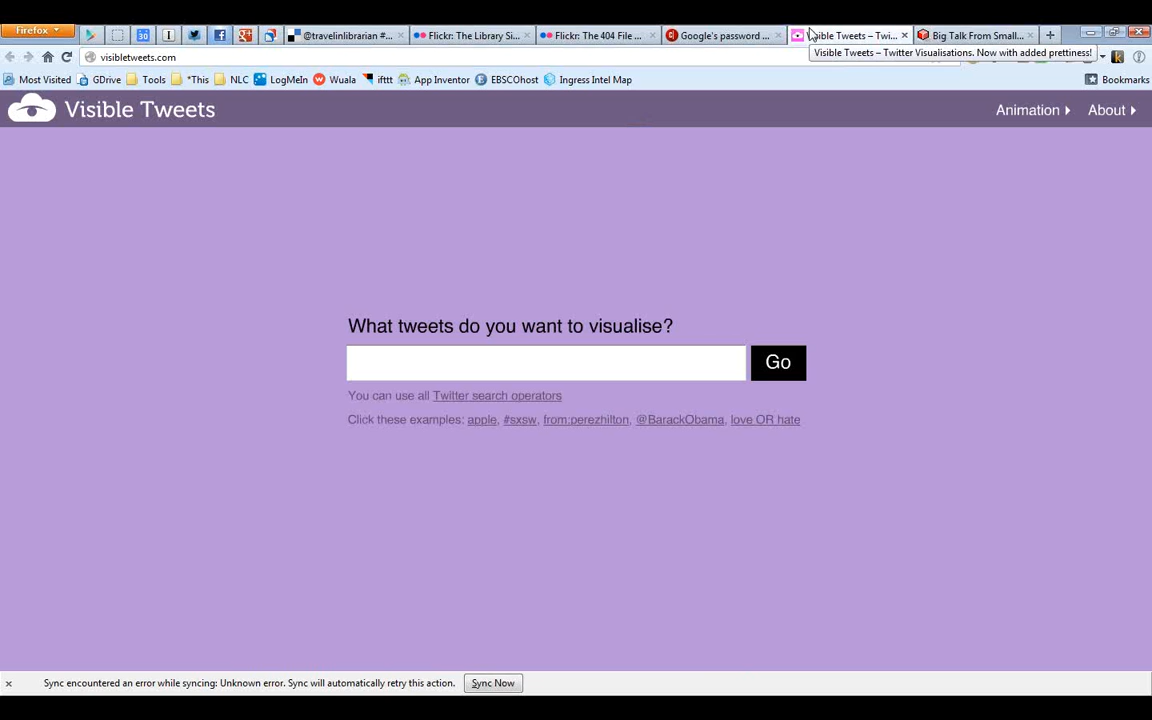 Firefox
30
@travelinlibrarian #...
Flickr: The Library Si...
Flickr: The 404 File ...
Google's password ...
Visible Tweets – Twi...
Big Talk From Small...
visibletweets.com
Visible Tweets – Twitter Visualisations. Now with added prettiness!
Most Visited
GDrive
Tools
*This
NLC
LogMeIn
Wuala
ifttt
App Inventor
EBSCOhost
Ingress Intel Map
Bookmarks
Visible Tweets
Animation
About
What tweets do you want to visualise?
Go
You can use all Twitter search operators
Click these examples: apple, #sxsw, from:perezhilton, @BarackObama, love OR hate
Sync encountered an error while syncing: Unknown error. Sync will automatically retry this action.
Sync Now